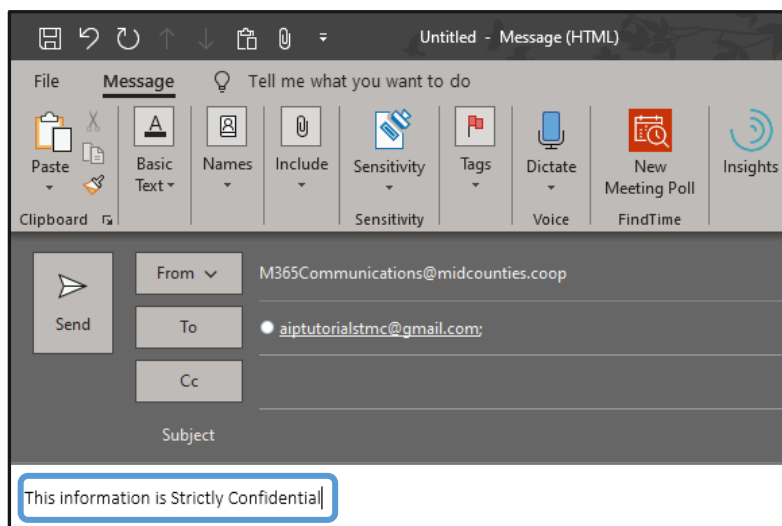 Untitled - Message (HTML)
File Message Tell me what you want to do
Paste
Basic Text
Names
Include
Sensitivity
Tags
Dictate
New Meeting Poll
Insights
Clipboard Sensitivity Voice FindTime
Send
From M365Communications@midcounties.coop
To aiptutorialstmc@gmail.com;
Cc
Subject
This information is Strictly Confidential